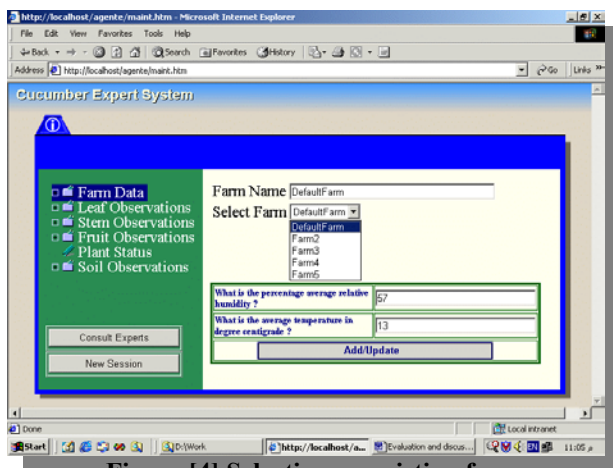 http://localhost/agente/maint.htm - Microsoft Internet Explorer
File Edit View Favorites Tools Help
Back Search Favorites History
Address http://localhost/agente/maint.htm Go Links
Cucumber Expert System
Farm Data
Leaf Observations
Stem Observations
Fruit Observations
Plant Status
Soil Observations
Consult Experts
New Session
Farm Name DefaultFarm
Select Farm DefaultFarm
DefaultFarm
Farm2
Farm3
Farm4
Farm5
What is the percentage average relative humidity ? 57
What is the average temperature in degree centigrade ? 13
Add/Update
Done Local intranet
Start D:\Work http://localhost/a... Evaluation and discus... EN 11:05 م